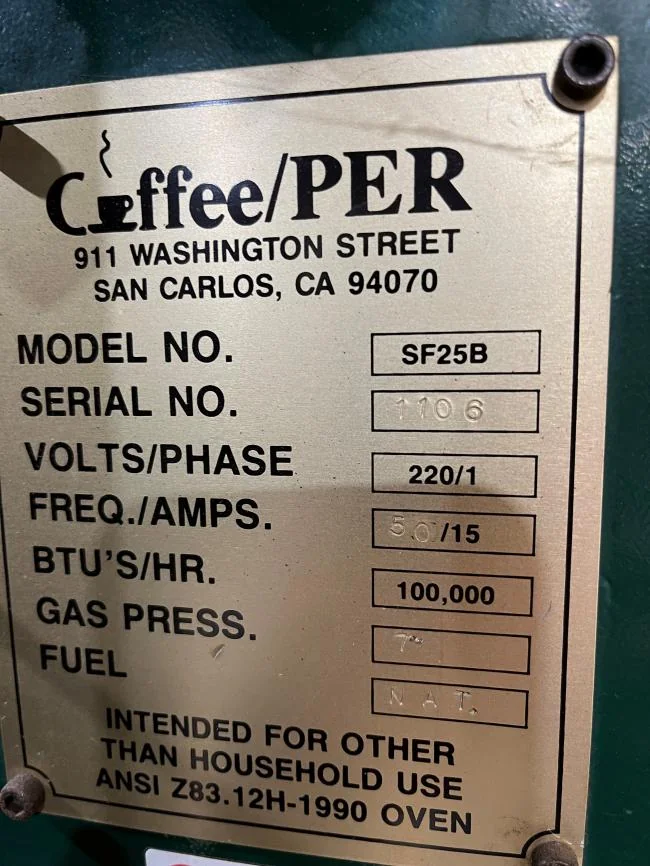 Coffee/PER
911 WASHINGTON STREET
SAN CARLOS, CA 94070
MODEL NO. SF25B
SERIAL NO. 1106
VOLTS/PHASE 220/1
FREQ./AMPS. 50/15
BTU'S/HR. 100,000
GAS PRESS. 7"
FUEL NAT.
INTENDED FOR OTHER
THAN HOUSEHOLD USE
ANSI Z83.12H-1990 OVEN